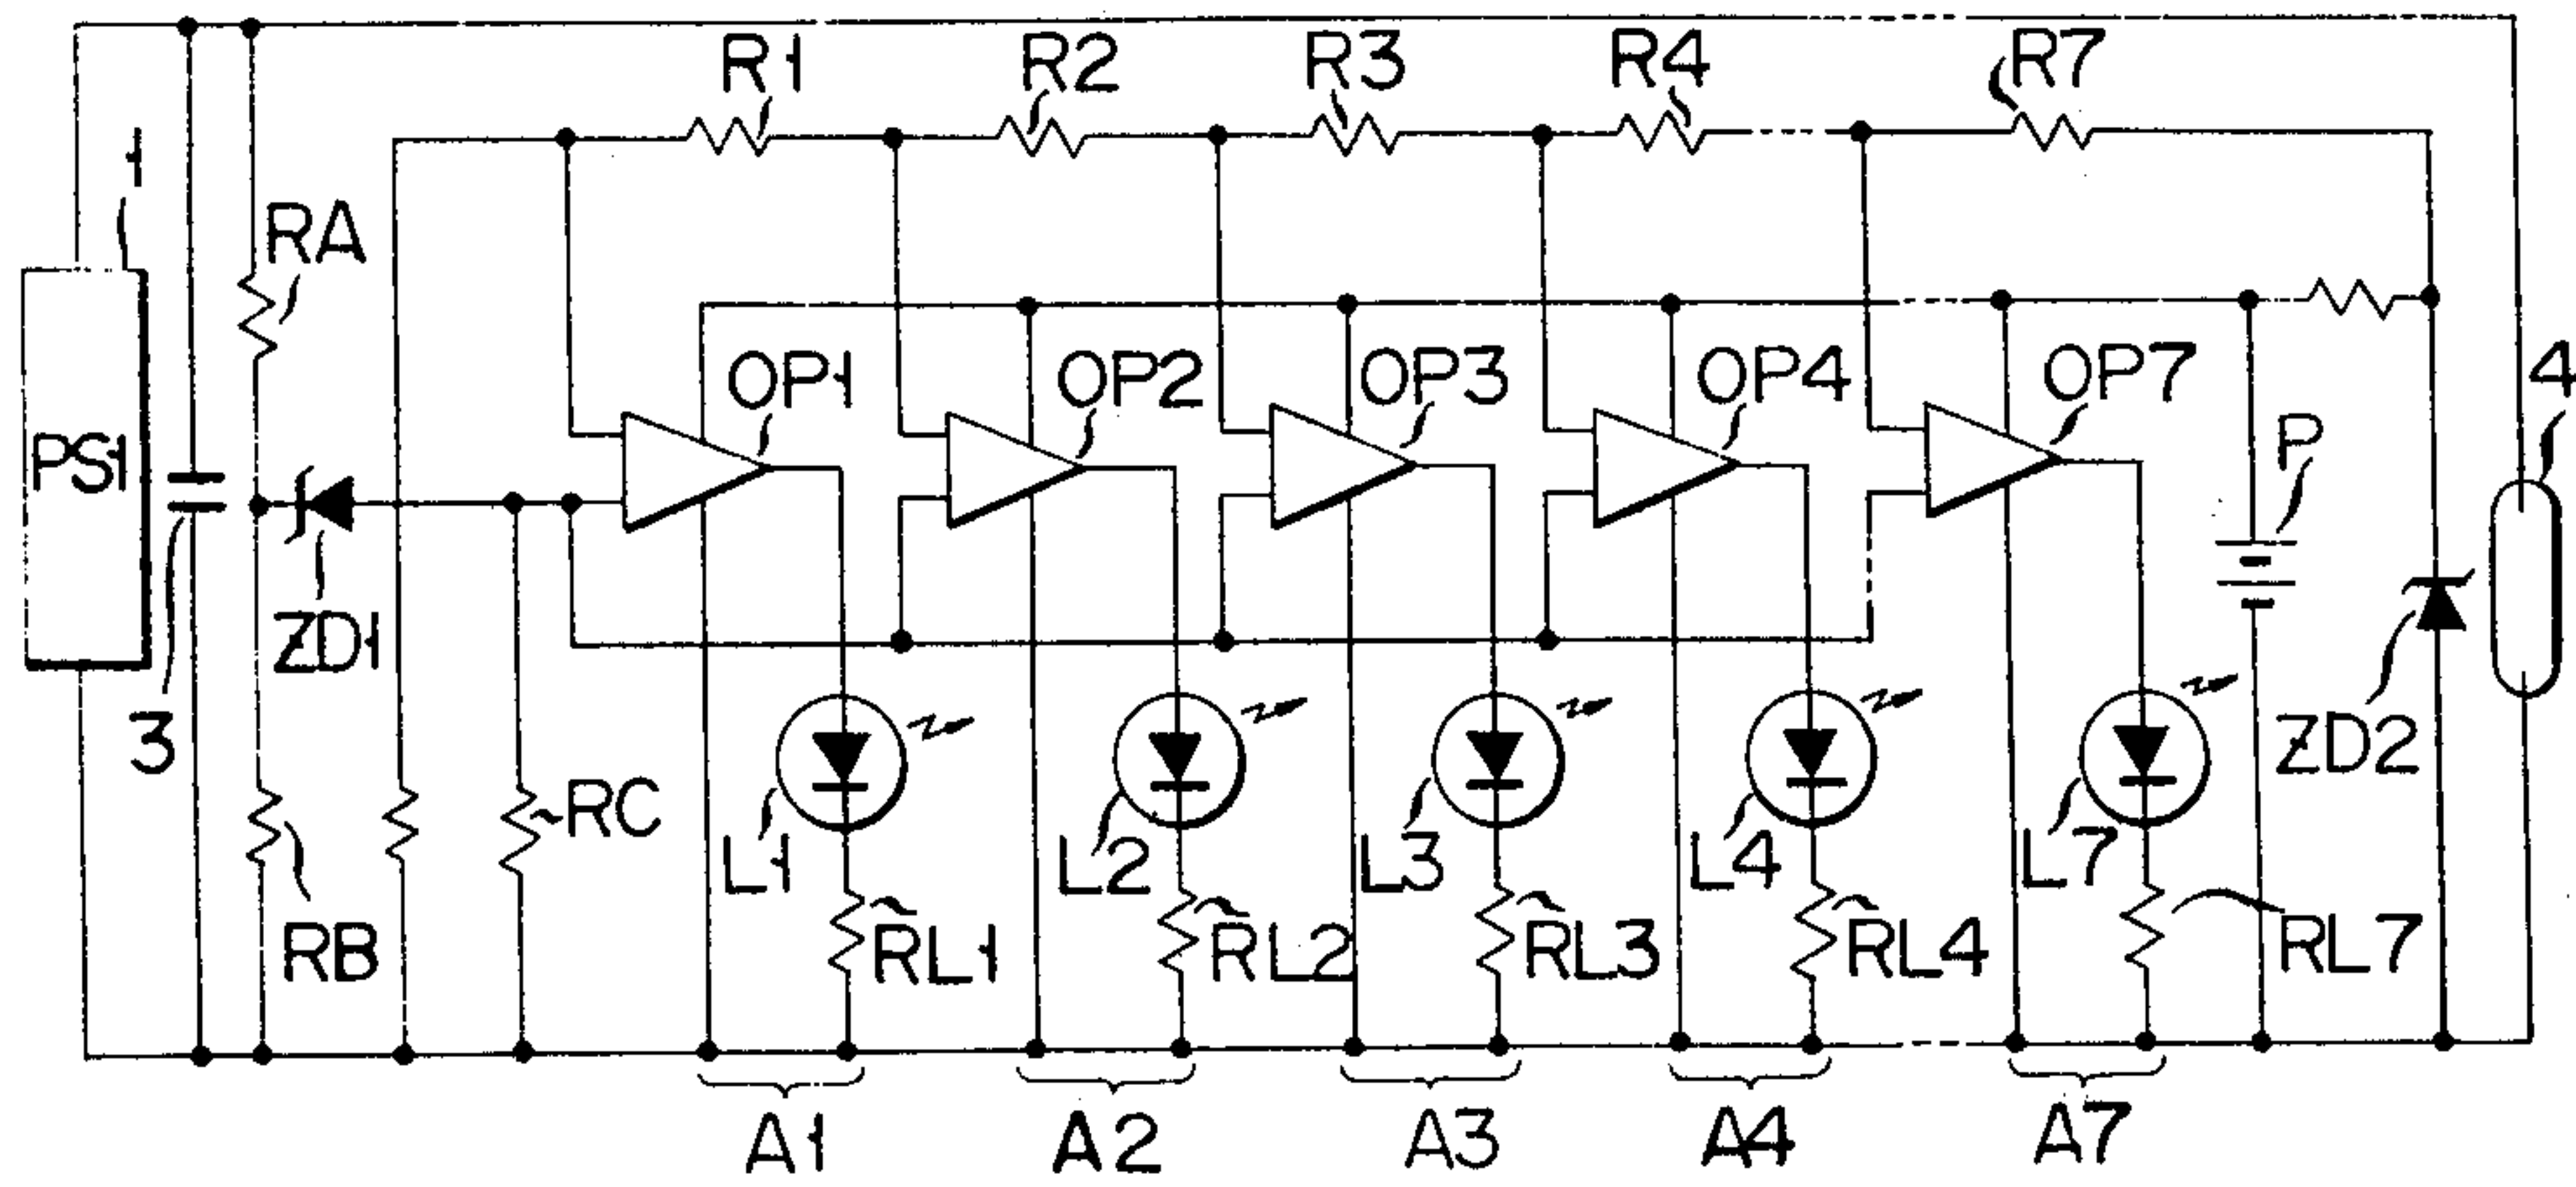 R1 R2 R3 R4 R7
1
RA
OP1 OP2 OP3 OP4 OP7 4
PS1 P
ZD1
3 ZD2
RC
L1 L2 L3 L4 L7
RB RL1 RL2 RL3 RL4 RL7
A1 A2 A3 A4 A7